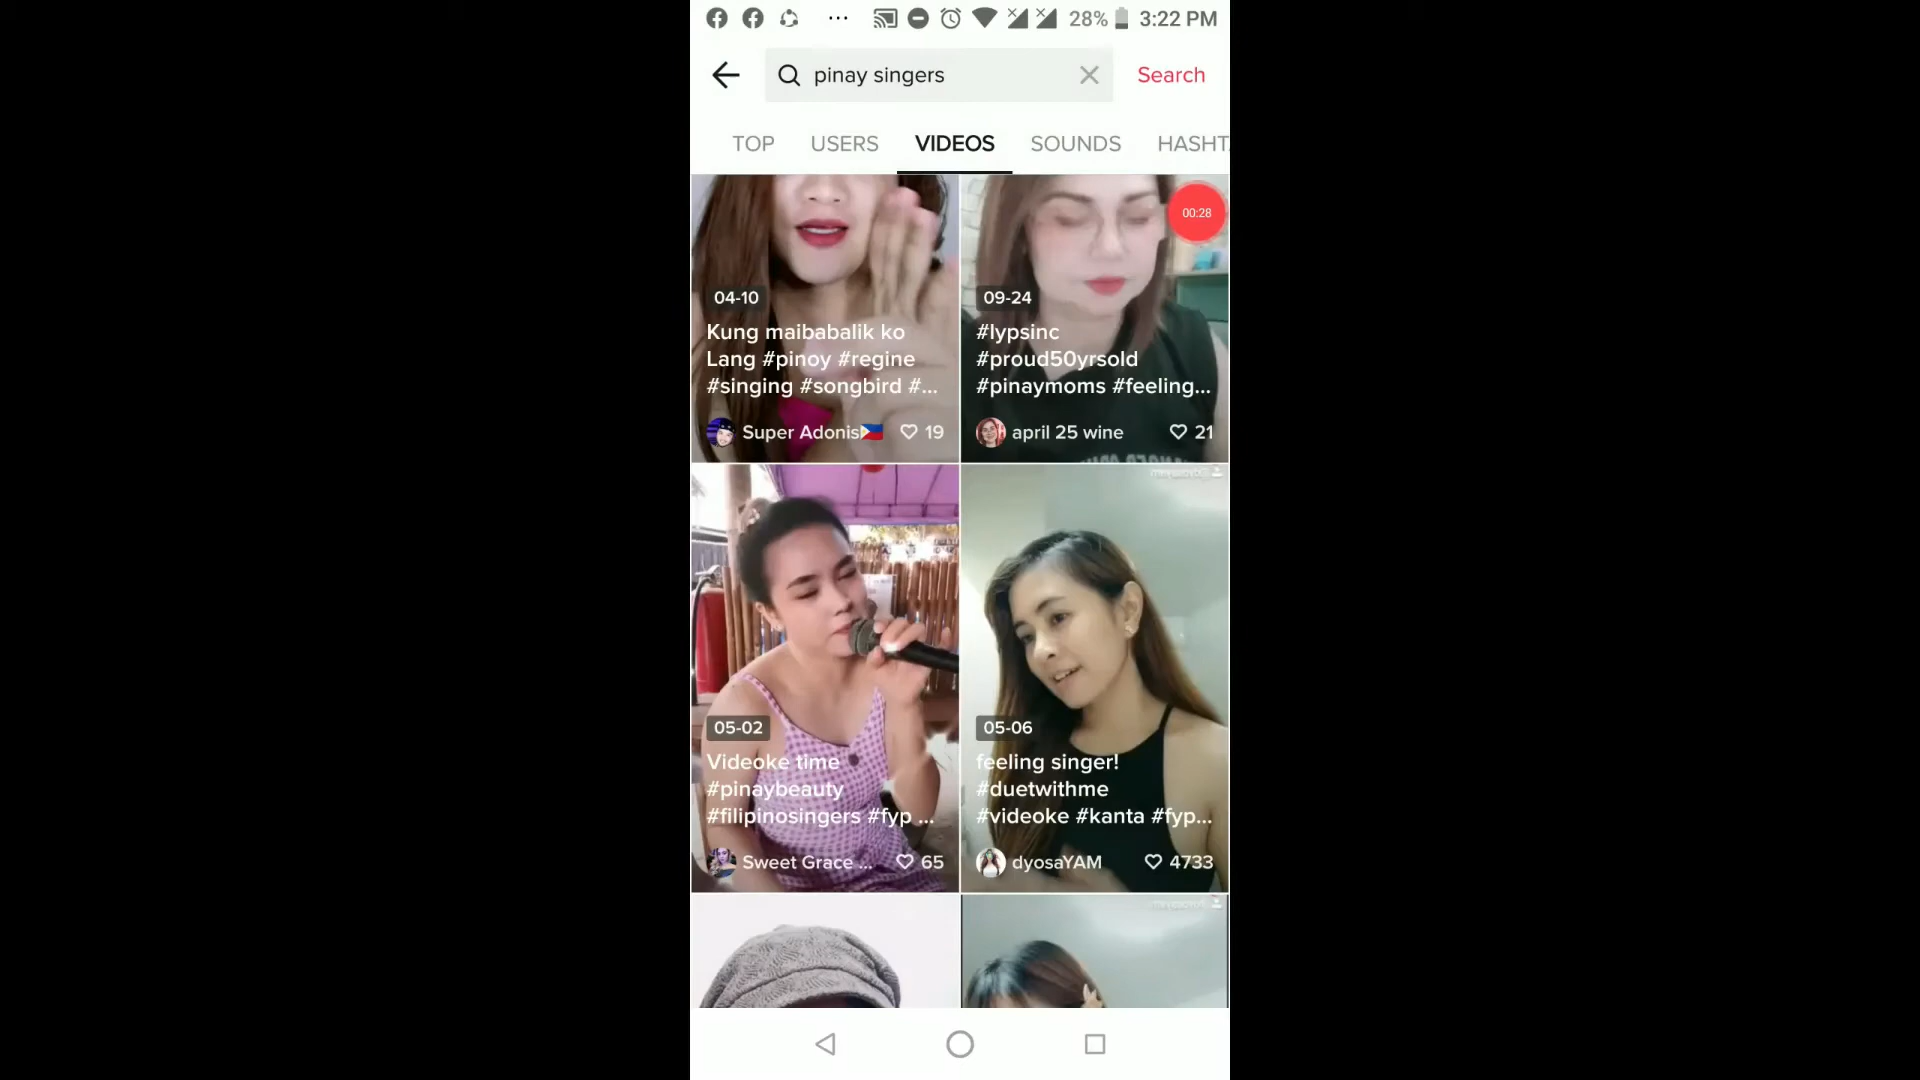 28% 3:22 PM
pinay singers
Search
TOP USERS VIDEOS SOUNDS HASHT
00:28
04-10
Kung maibabalik ko
Lang #pinoy #regine
#singing #songbird #...
Super Adonis🇵🇭 19
09-24
#lypsinc
#proud50yrsold
#pinaymoms #feeling...
april 25 wine 21
05-02
Videoke time
#pinaybeauty
#filipinosingers #fyp ...
Sweet Grace ... 65
05-06
feeling singer!
#duetwithme
#videoke #kanta #fyp...
dyosaYAM 4733